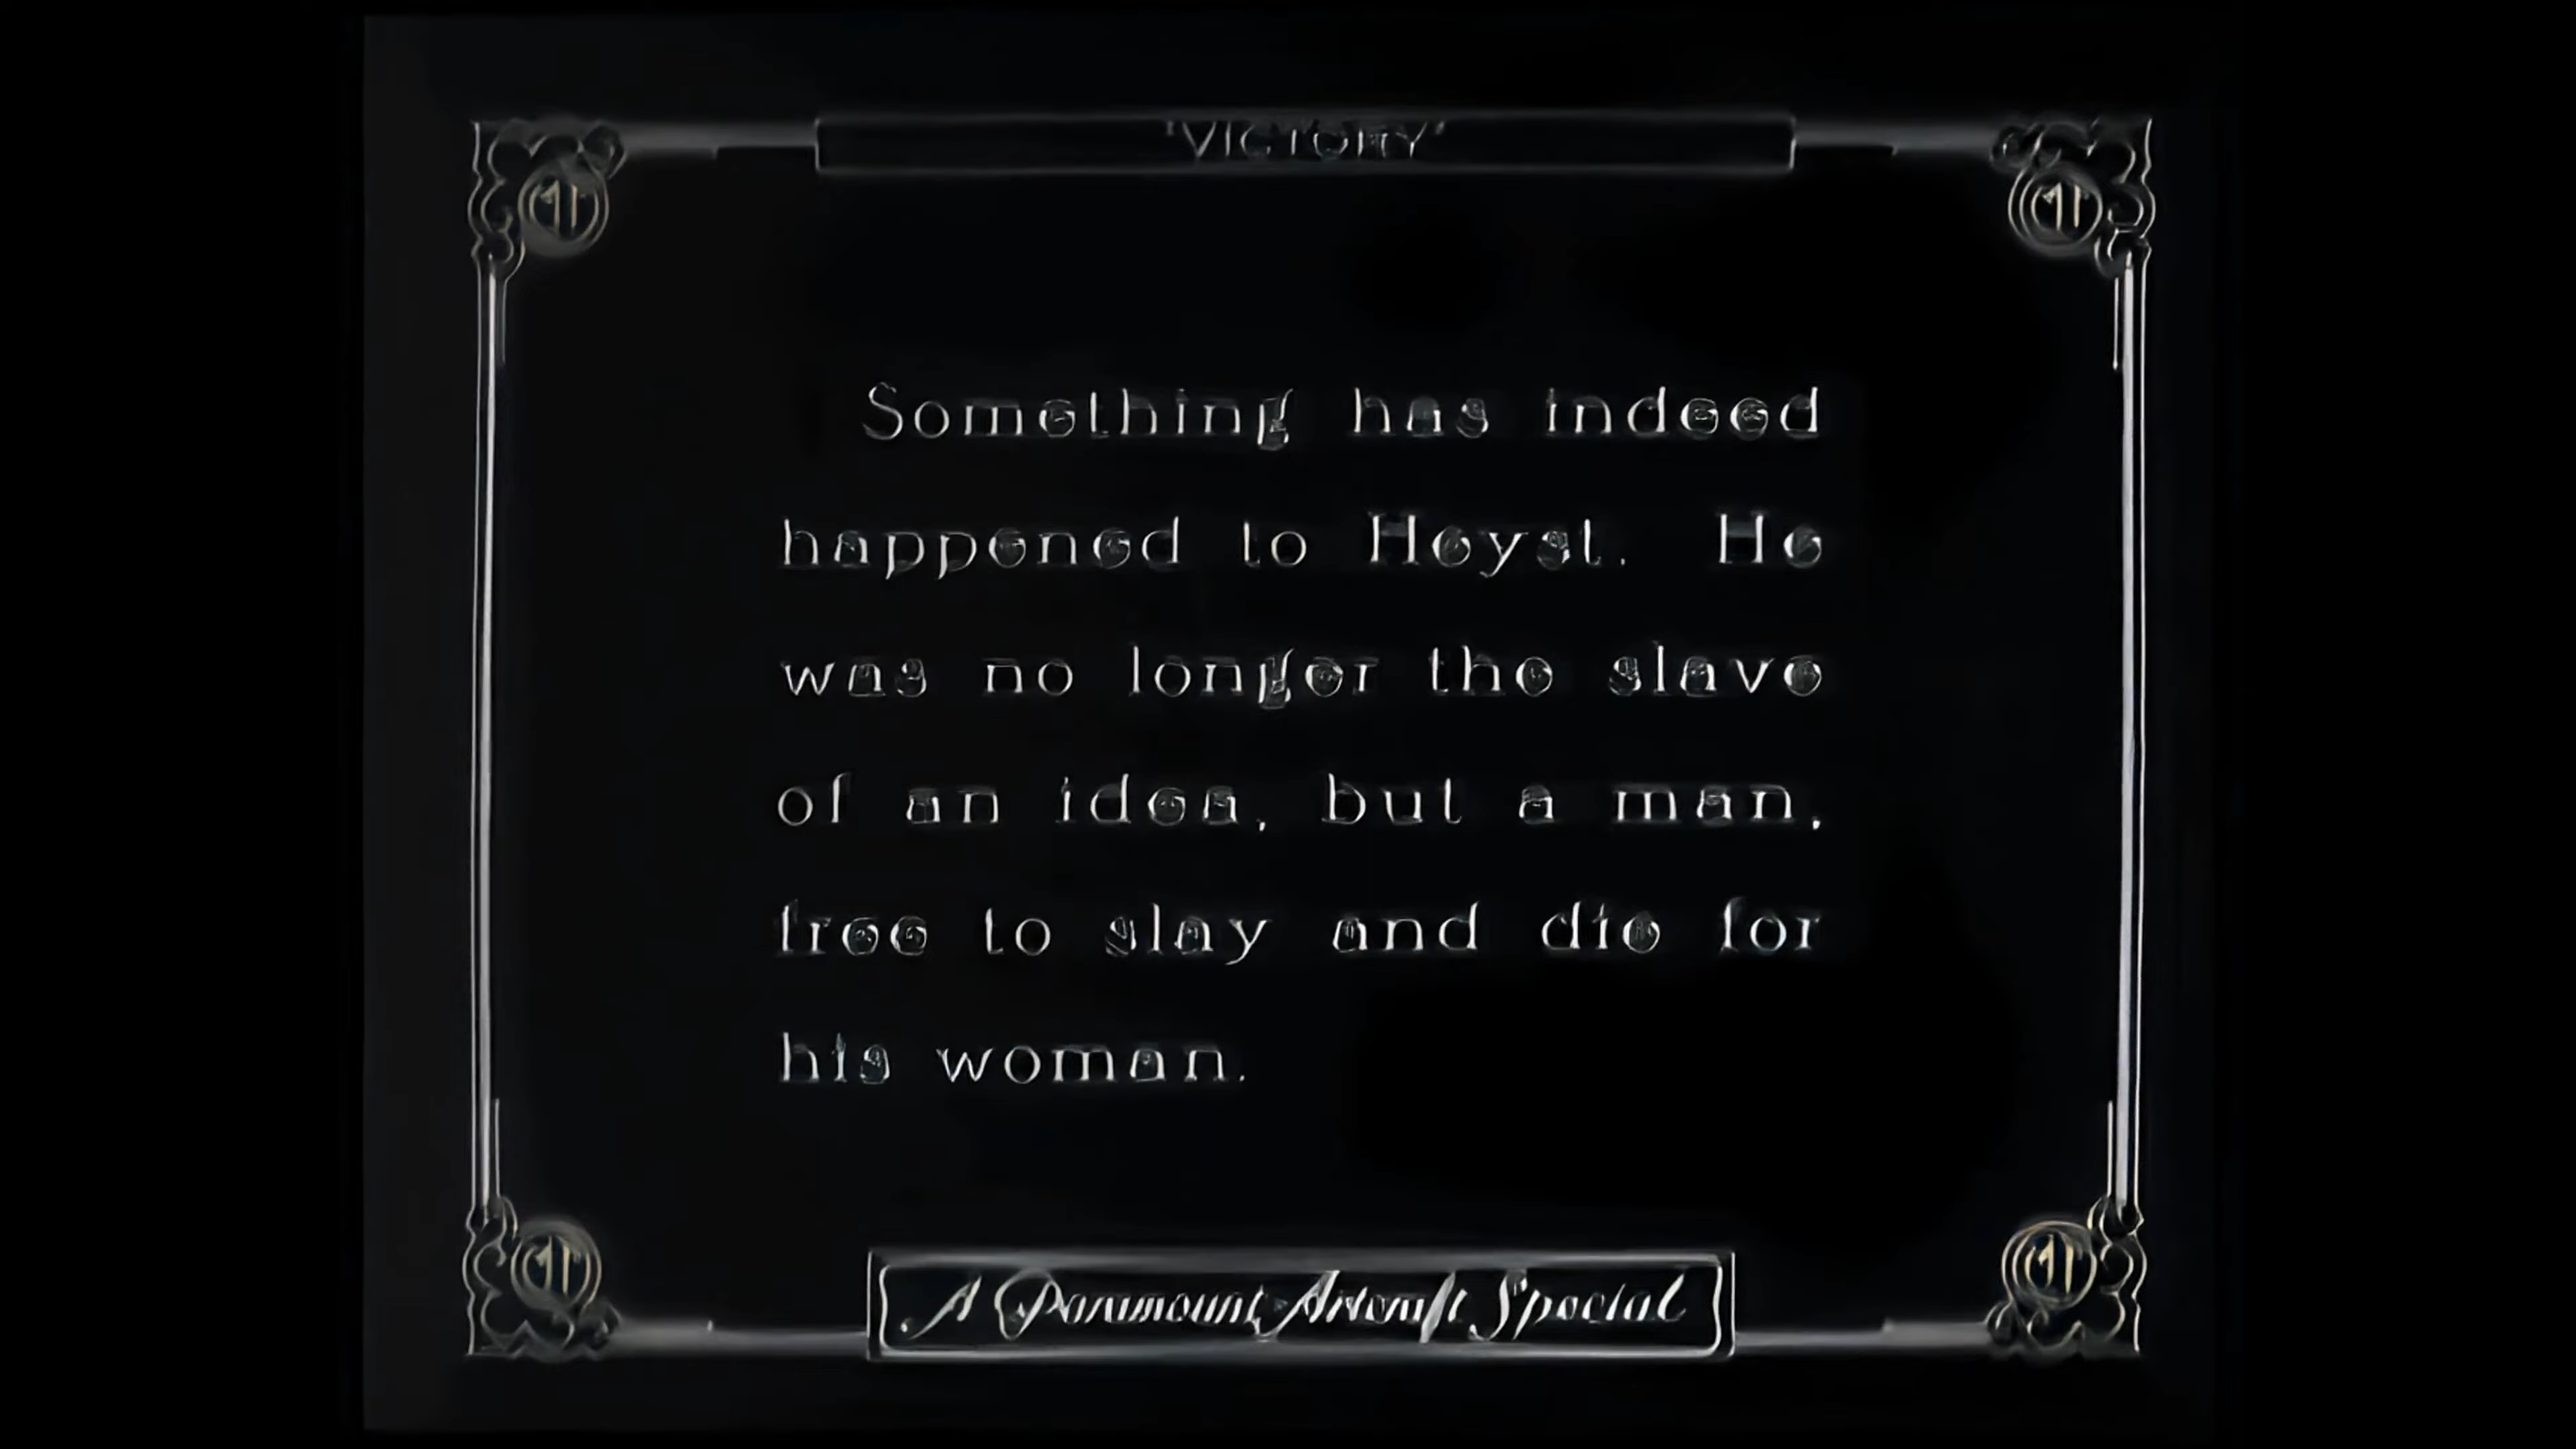 "VICTORY"
Something has indeed
happened to Heyst. He
was no longer the slave
of an idea, but a man,
free to slay and die for
his woman.
A Paramount Artcraft Special